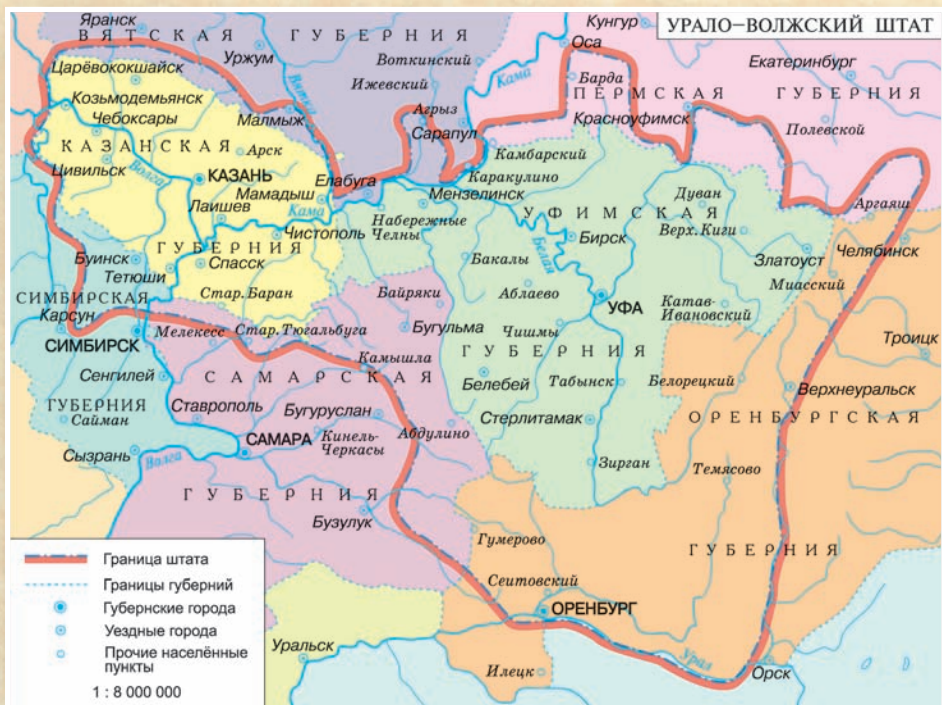 УРАЛО–ВОЛЖСКИЙ ШТАТ
Яранск
ВЯТСКАЯ ГУБЕРНИЯ
Уржум
Вятка
Воткинский
Ижевский
Агрыз
Сарапул
Кама
Кунгур
Оса
Барда
ПЕРМСКАЯ ГУБЕРНИЯ
Екатеринбург
Красноуфимск
Полевской
Царёвококшайск
Козьмодемьянск
Чебоксары
Малмыж
КАЗАНСКАЯ
Арск
Цивильск
Волга
КАЗАНЬ
Мамадыш
Елабуга
Лаишев
Кама
ГУБЕРНИЯ
Чистополь
Спасск
Буинск
Тетюши
Стар. Баран
Камбарский
Каракулино
Мензелинск
Набережные
Челны
УФИМСКАЯ
Дуван
Верх. Киги
Аргаяш
Челябинск
Златоуст
Миасский
Бирск
Белая
Бакалы
Аблаево
УФА
Катав-
Ивановский
Чишмы
ГУБЕРНИЯ
Белебей
Табынск
Стерлитамак
Зирган
Белорецкий
Троицк
Верхнеуральск
ОРЕНБУРГСКАЯ
Темясово
ГУБЕРНИЯ
СИМБИРСКАЯ
Карсун
СИМБИРСК
Мелекесс
Стар. Тюгальбуга
Байряки
Бугульма
Камышла
Сенгилей
САМАРСКАЯ
ГУБЕРНИЯ
Сайман
Ставрополь
Бугуруслан
САМАРА
Кинель-
Черкасы
Абдулино
Сызрань
Волга
ГУБЕРНИЯ
Бузулук
Гумерово
Сеитовский
ОРЕНБУРГ
Уральск
Илецк
Урал
Орск
Граница штата
Границы губерний
Губернские города
Уездные города
Прочие населённые
пункты
1 : 8 000 000